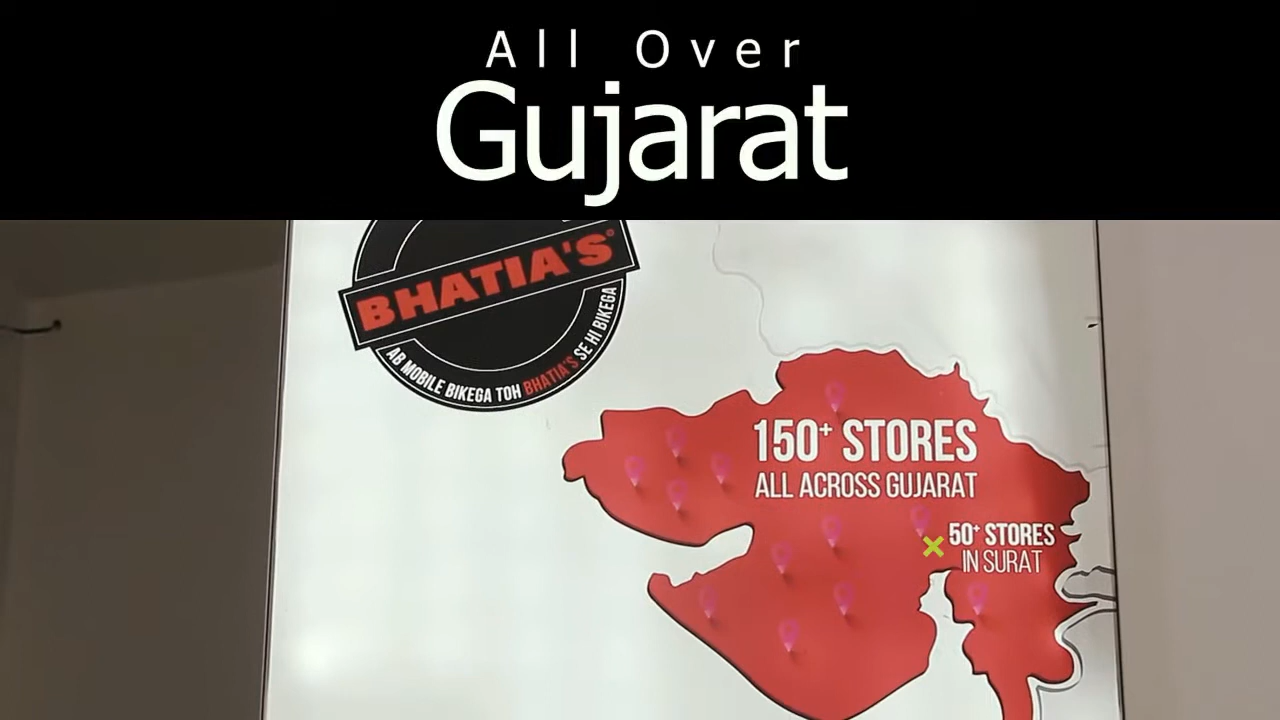 All Over
Gujarat
BHATIA'S
AB MOBILE BIKEGA TOH BHATIA'S SE HI BIKEGA
150+ STORES
ALL ACROSS GUJARAT
50+ STORES
IN SURAT